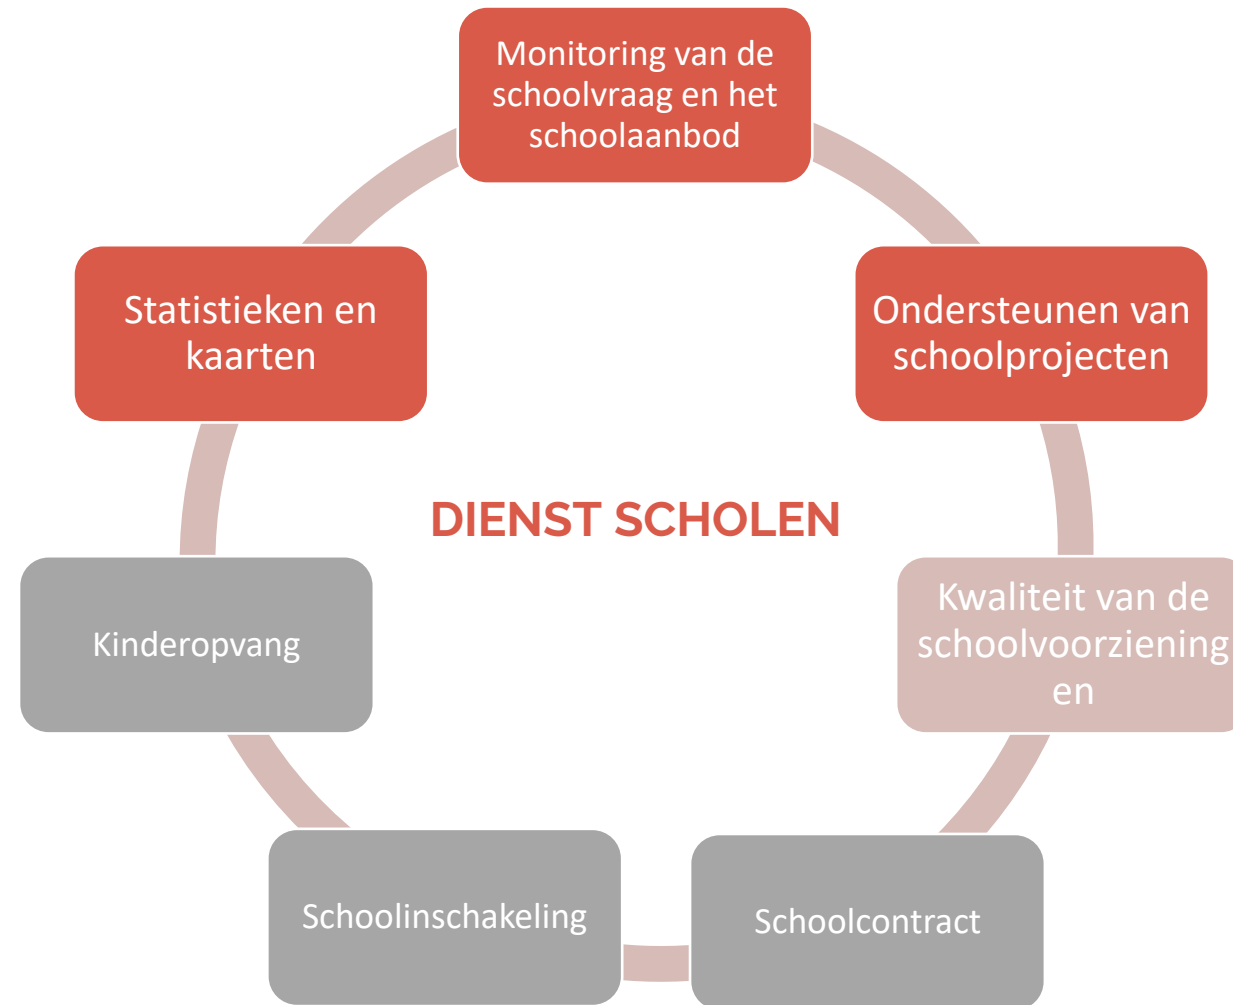 Monitoring van de
schoolvraag en het
schoolaanbod
Statistieken en
kaarten
Ondersteunen van
schoolprojecten
DIENST SCHOLEN
Kinderopvang
Kwaliteit van de
schoolvoorziening
en
Schoolinschakeling
Schoolcontract